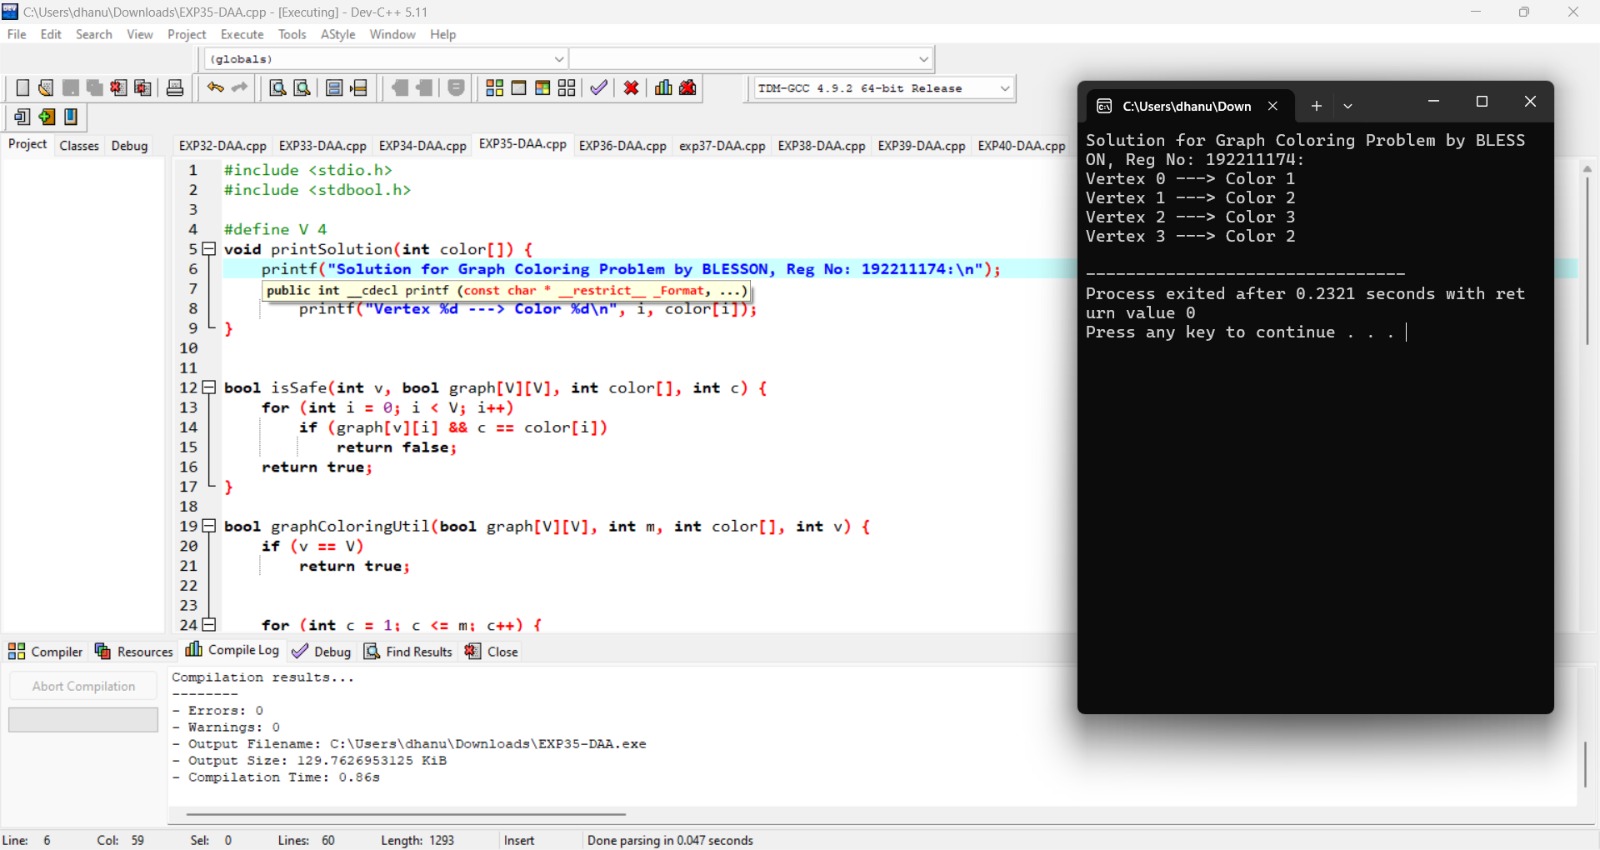 C:\Users\dhanu\Downloads\EXP35-DAA.cpp - [Executing] - Dev-C++ 5.11
File Edit Search View Project Execute Tools AStyle Window Help
(globals)
TDM-GCC 4.9.2 64-bit Release
Project Classes Debug
EXP32-DAA.cpp EXP33-DAA.cpp EXP34-DAA.cpp EXP35-DAA.cpp EXP36-DAA.cpp exp37-DAA.cpp EXP38-DAA.cpp EXP39-DAA.cpp EXP40-DAA.cpp
1 #include <stdio.h>
2 #include <stdbool.h>
3
4 #define V 4
5 void printSolution(int color[]) {
6 printf("Solution for Graph Coloring Problem by BLESSON, Reg No: 192211174:\n");
7 public int __cdecl printf (const char * __restrict__ _Format, ...)
8 printf("Vertex %d ---> Color %d\n", i, color[i]);
9 }
10
11
12 bool isSafe(int v, bool graph[V][V], int color[], int c) {
13 for (int i = 0; i < V; i++)
14 if (graph[v][i] && c == color[i])
15 return false;
16 return true;
17 }
18
19 bool graphColoringUtil(bool graph[V][V], int m, int color[], int v) {
20 if (v == V)
21 return true;
22
23
24 for (int c = 1; c <= m; c++) {
C:\Users\dhanu\Down
Solution for Graph Coloring Problem by BLESS
ON, Reg No: 192211174:
Vertex 0 ---> Color 1
Vertex 1 ---> Color 2
Vertex 2 ---> Color 3
Vertex 3 ---> Color 2
--------------------------------
Process exited after 0.2321 seconds with ret
urn value 0
Press any key to continue . . .
Compiler Resources Compile Log Debug Find Results Close
Abort Compilation
Compilation results...
--------
- Errors: 0
- Warnings: 0
- Output Filename: C:\Users\dhanu\Downloads\EXP35-DAA.exe
- Output Size: 129.7626953125 KiB
- Compilation Time: 0.86s
Line: 6 Col: 59 Sel: 0 Lines: 60 Length: 1293 Insert Done parsing in 0.047 seconds